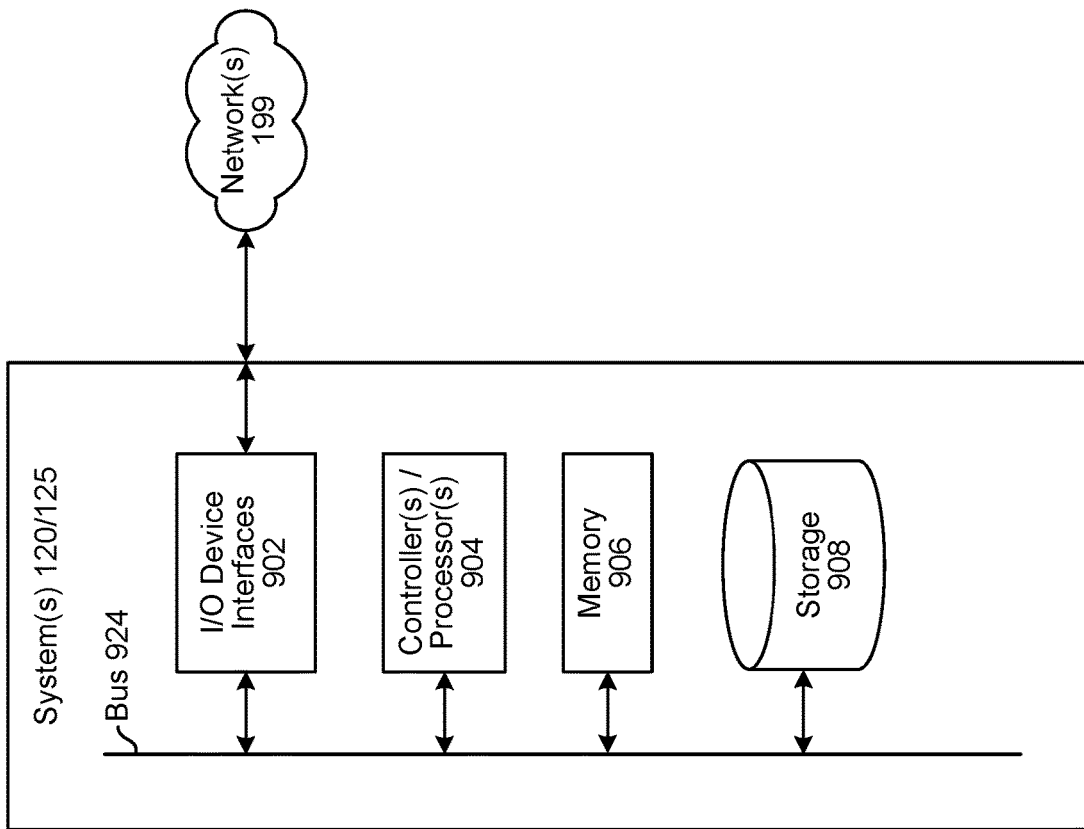 System(s) 120/125
Bus 924
I/O Device
Interfaces
902
Controller(s) /
Processor(s)
904
Memory
906
Storage
908
Network(s)
199